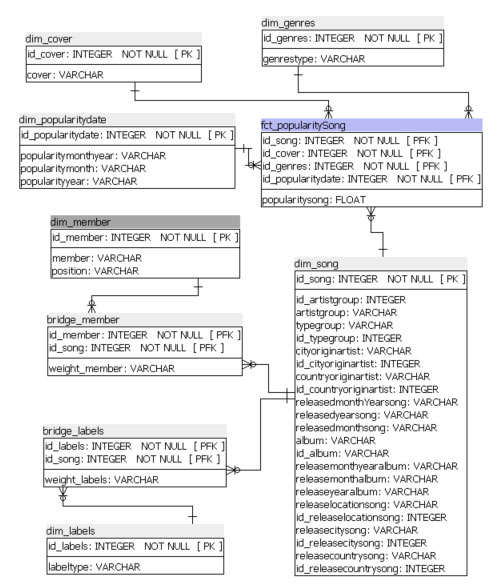 dim_cover
id_cover: INTEGER NOT NULL [ PK ]
cover: VARCHAR
dim_genres
id_genres: INTEGER NOT NULL [ PK ]
genrestype: VARCHAR
dim_popularitydate
id_popularitydate: INTEGER NOT NULL [ PK ]
popularitymonthyear: VARCHAR
popularitymonth: VARCHAR
popularityyear: VARCHAR
fct_popularitySong
id_song: INTEGER NOT NULL [ PFK ]
id_cover: INTEGER NOT NULL [ PFK ]
id_genres: INTEGER NOT NULL [ PFK ]
id_popularitydate: INTEGER NOT NULL [ PFK ]
popularitysong: FLOAT
dim_member
id_member: INTEGER NOT NULL [ PK ]
member: VARCHAR
position: VARCHAR
bridge_member
id_member: INTEGER NOT NULL [ PFK ]
id_song: INTEGER NOT NULL [ PFK ]
weight_member: VARCHAR
bridge_labels
id_labels: INTEGER NOT NULL [ PFK ]
id_song: INTEGER NOT NULL [ PFK ]
weight_labels: VARCHAR
dim_labels
id_labels: INTEGER NOT NULL [ PK ]
labeltype: VARCHAR
dim_song
id_song: INTEGER NOT NULL [ PK ]
id_artistgroup: INTEGER
artistgroup: VARCHAR
typegroup: VARCHAR
id_typegroup: INTEGER
cityoriginartist: VARCHAR
id_cityoriginartist: INTEGER
countryoriginartist: VARCHAR
id_countryoriginartist: INTEGER
releasedmonthYearsong: VARCHAR
releasedyearsong: VARCHAR
releasedmonthsong: VARCHAR
album: VARCHAR
id_album: INTEGER
releasemonthyearalbum: VARCHAR
releasemonthalbum: VARCHAR
releaseyearalbum: VARCHAR
releaselocationsong: VARCHAR
id_releaselocationsong: INTEGER
releasecitysong: VARCHAR
id_releasecitysong: INTEGER
releasecountrysong: VARCHAR
id_releasecountrysong: INTEGER